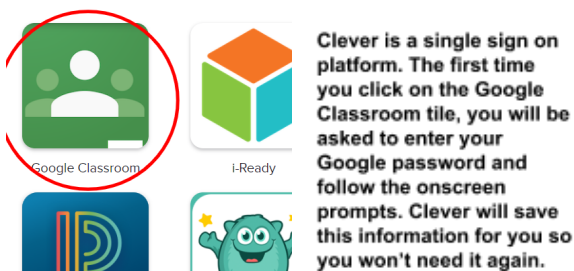 Google Classroom
i-Ready
Clever is a single sign on
platform. The first time
you click on the Google
Classroom tile, you will be
asked to enter your
Google password and
follow the onscreen
prompts. Clever will save
this information for you so
you won't need it again.